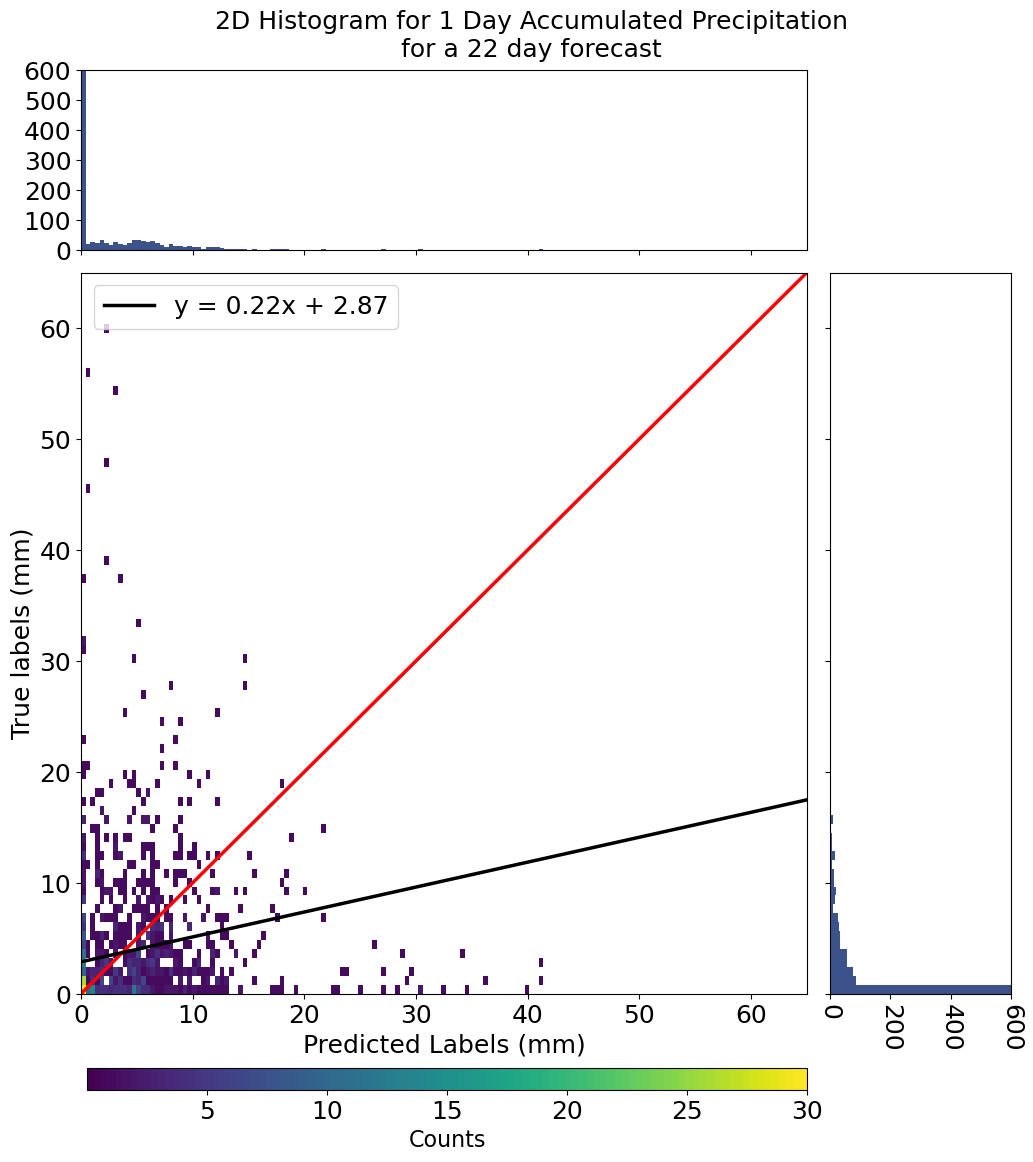 2D Histogram for 1 Day Accumulated Precipitation
for a 22 day forecast
600
500
400
300
200
100
0
y = 0.22x + 2.87
60
50
40
30
20
10
0
True labels (mm)
0 10 20 30 40 50 60
Predicted Labels (mm)
0 200 400 600
5 10 15 20 25 30
Counts